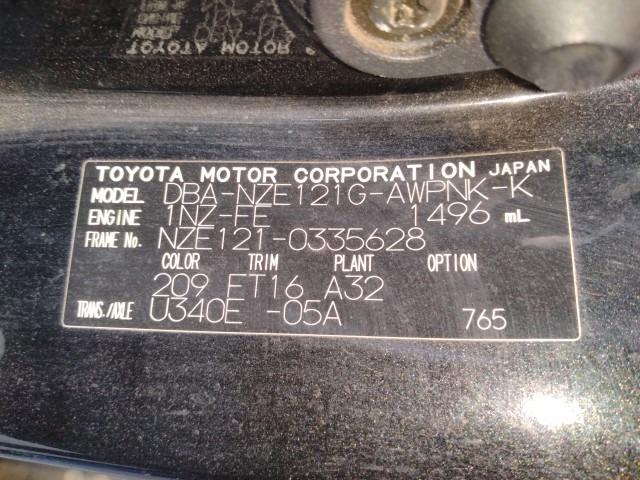 TOYOTA MOTOR CORPORATION JAPAN
MODEL DBA-NZE121G-AWPNK-K
ENGINE 1NZ-FE 1496 mL
FRAME No. NZE121-0335628
COLOR TRIM PLANT OPTION
209 FT16 A32
TRANS./AXLE U340E -05A 765